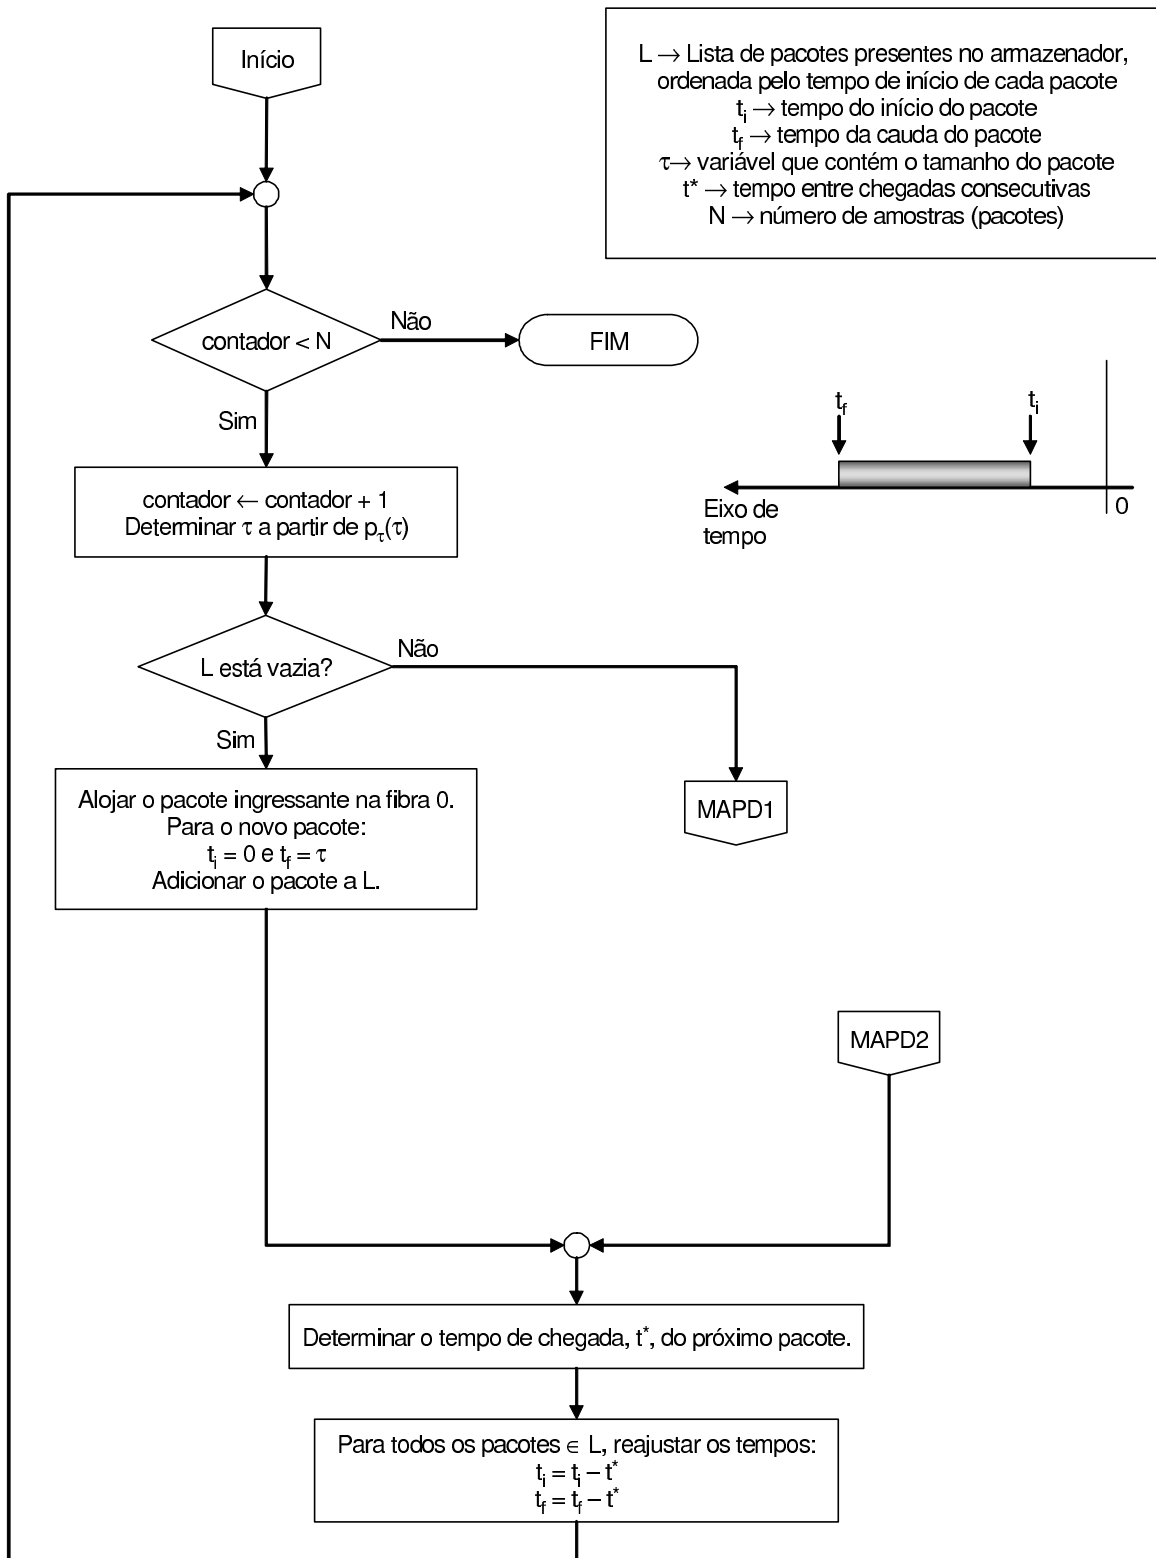 Início
L → Lista de pacotes presentes no armazenador,
ordenada pelo tempo de início de cada pacote
tᵢ → tempo do início do pacote
t_f → tempo da cauda do pacote
τ→ variável que contém o tamanho do pacote
t* → tempo entre chegadas consecutivas
N → número de amostras (pacotes)
contador < N
Não
FIM
Sim
t_f
tᵢ
0
Eixo de
tempo
contador ← contador + 1
Determinar τ a partir de p_τ(τ)
L está vazia?
Não
Sim
MAPD1
Alojar o pacote ingressante na fibra 0.
Para o novo pacote:
tᵢ = 0 e t_f = τ
Adicionar o pacote a L.
MAPD2
Determinar o tempo de chegada, t*, do próximo pacote.
Para todos os pacotes ∈ L, reajustar os tempos:
tᵢ = tᵢ – t*
t_f = t_f – t*